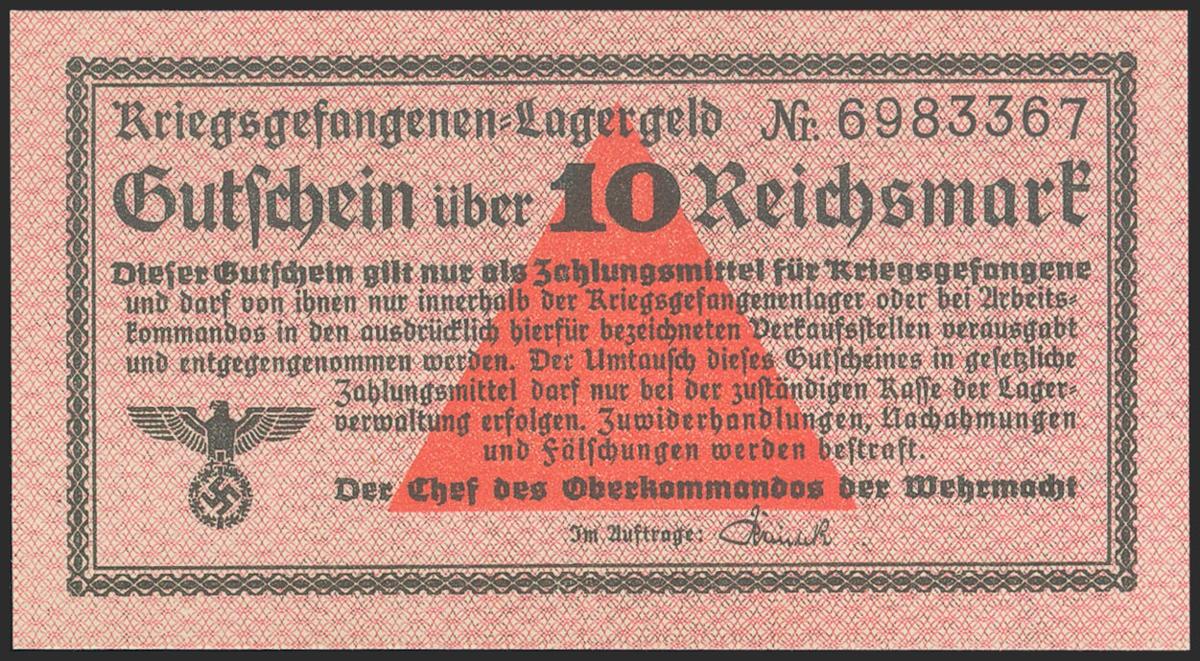 Kriegsgefangenen-Lagergeld Nr. 6983367
Gutschein über 10 Reichsmark
Dieser Gutschein gilt nur als Zahlungsmittel für Kriegsgefangene
und darf von ihnen nur innerhalb der Kriegsgefangenenlager oder bei Arbeits-
kommandos in den ausdrücklich hierfür bezeichneten Verkaufsstellen verausgabt
und entgegengenommen werden. Der Umtausch dieses Gutscheines in gesetzliche
Zahlungsmittel darf nur bei der zuständigen Kasse der Lager-
verwaltung erfolgen. Zuwiderhandlungen, Nachahmungen
und Fälschungen werden bestraft.
Der Chef des Oberkommandos der Wehrmacht
Im Auftrage: